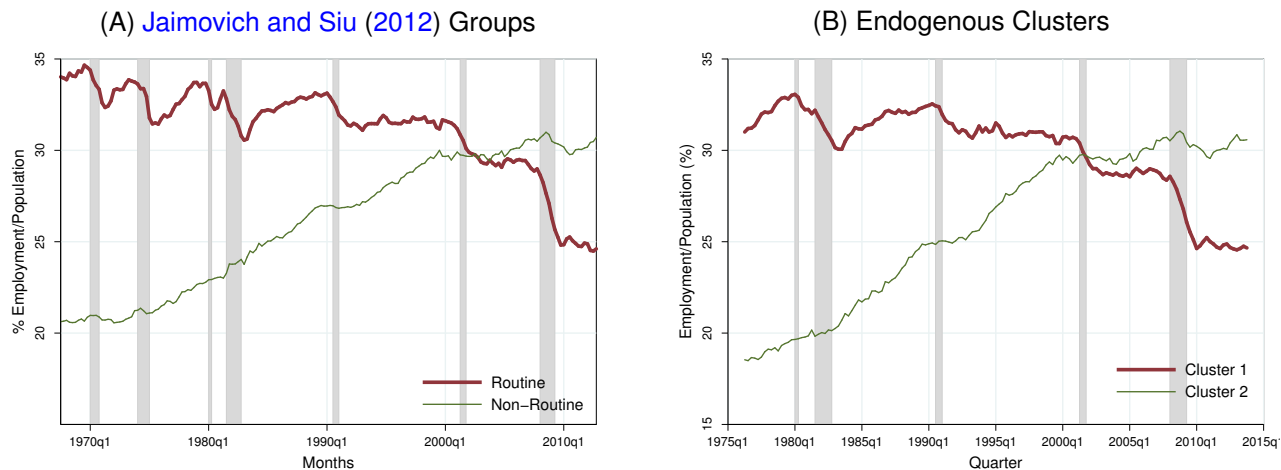 (A) Jaimovich and Siu (2012) Groups
% Employment/Population
35
30
25
20
1970q1 1980q1 1990q1 2000q1 2010q1
Months
Routine
Non−Routine
(B) Endogenous Clusters
Employment/Population (%)
35
30
25
20
15
1975q1 1980q1 1985q1 1990q1 1995q1 2000q1 2005q1 2010q1 2015q1
Quarter
Cluster 1
Cluster 2